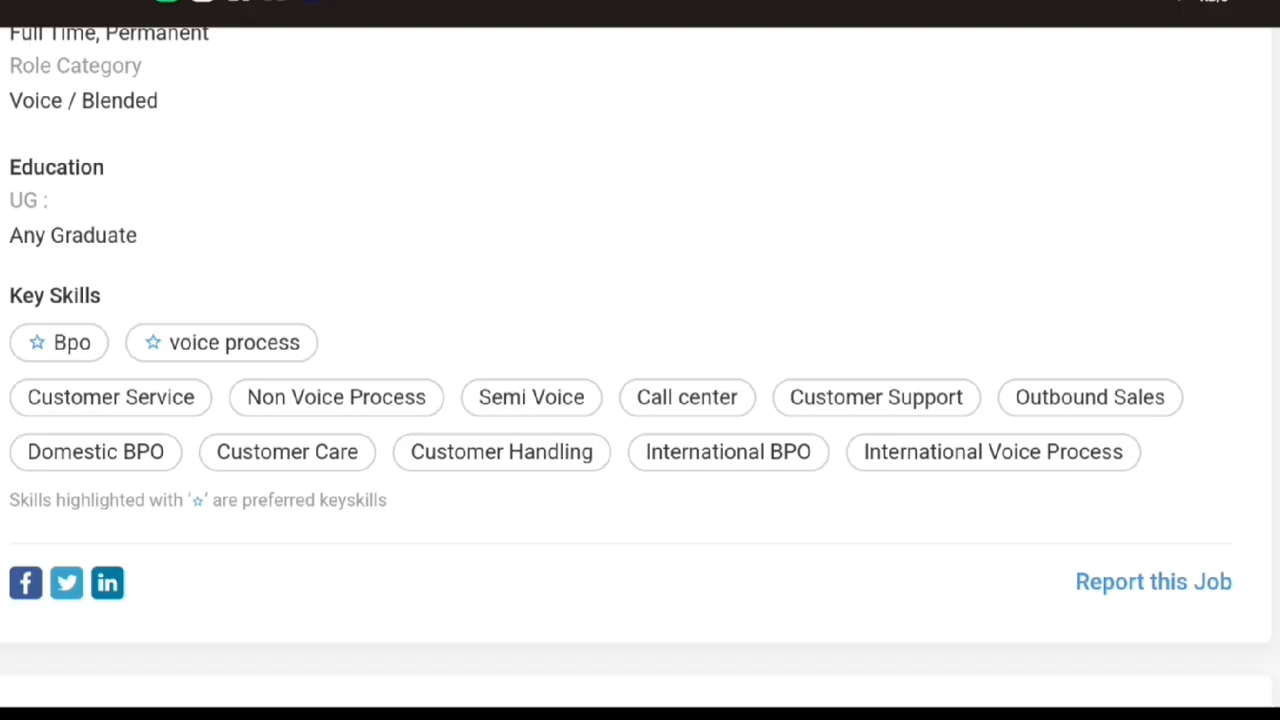 Full Time, Permanent
Role Category
Voice / Blended
Education
UG :
Any Graduate
Key Skills
☆ Bpo ☆ voice process
Customer Service Non Voice Process Semi Voice Call center Customer Support Outbound Sales
Domestic BPO Customer Care Customer Handling International BPO International Voice Process
Skills highlighted with ‘☆‘ are preferred keyskills
f in Report this Job